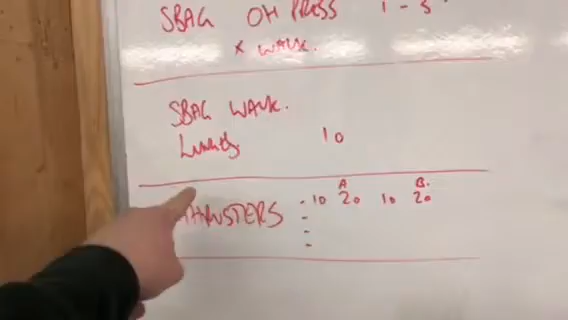 SBAG OH PRESS 1-5
* WALK.
SBAG WALK.
Lunges 10
A B.
THRUSTERS - 10 20 10 20
-
-
-